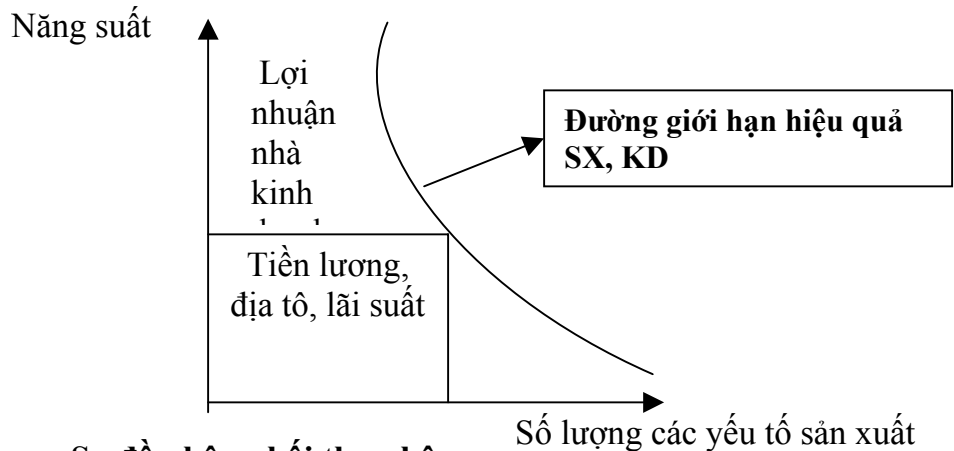 Năng suất
Lợi
nhuận
nhà
kinh
Đường giới hạn hiệu quả
SX, KD
Tiền lương,
địa tô, lãi suất
Số lượng các yếu tố sản xuất